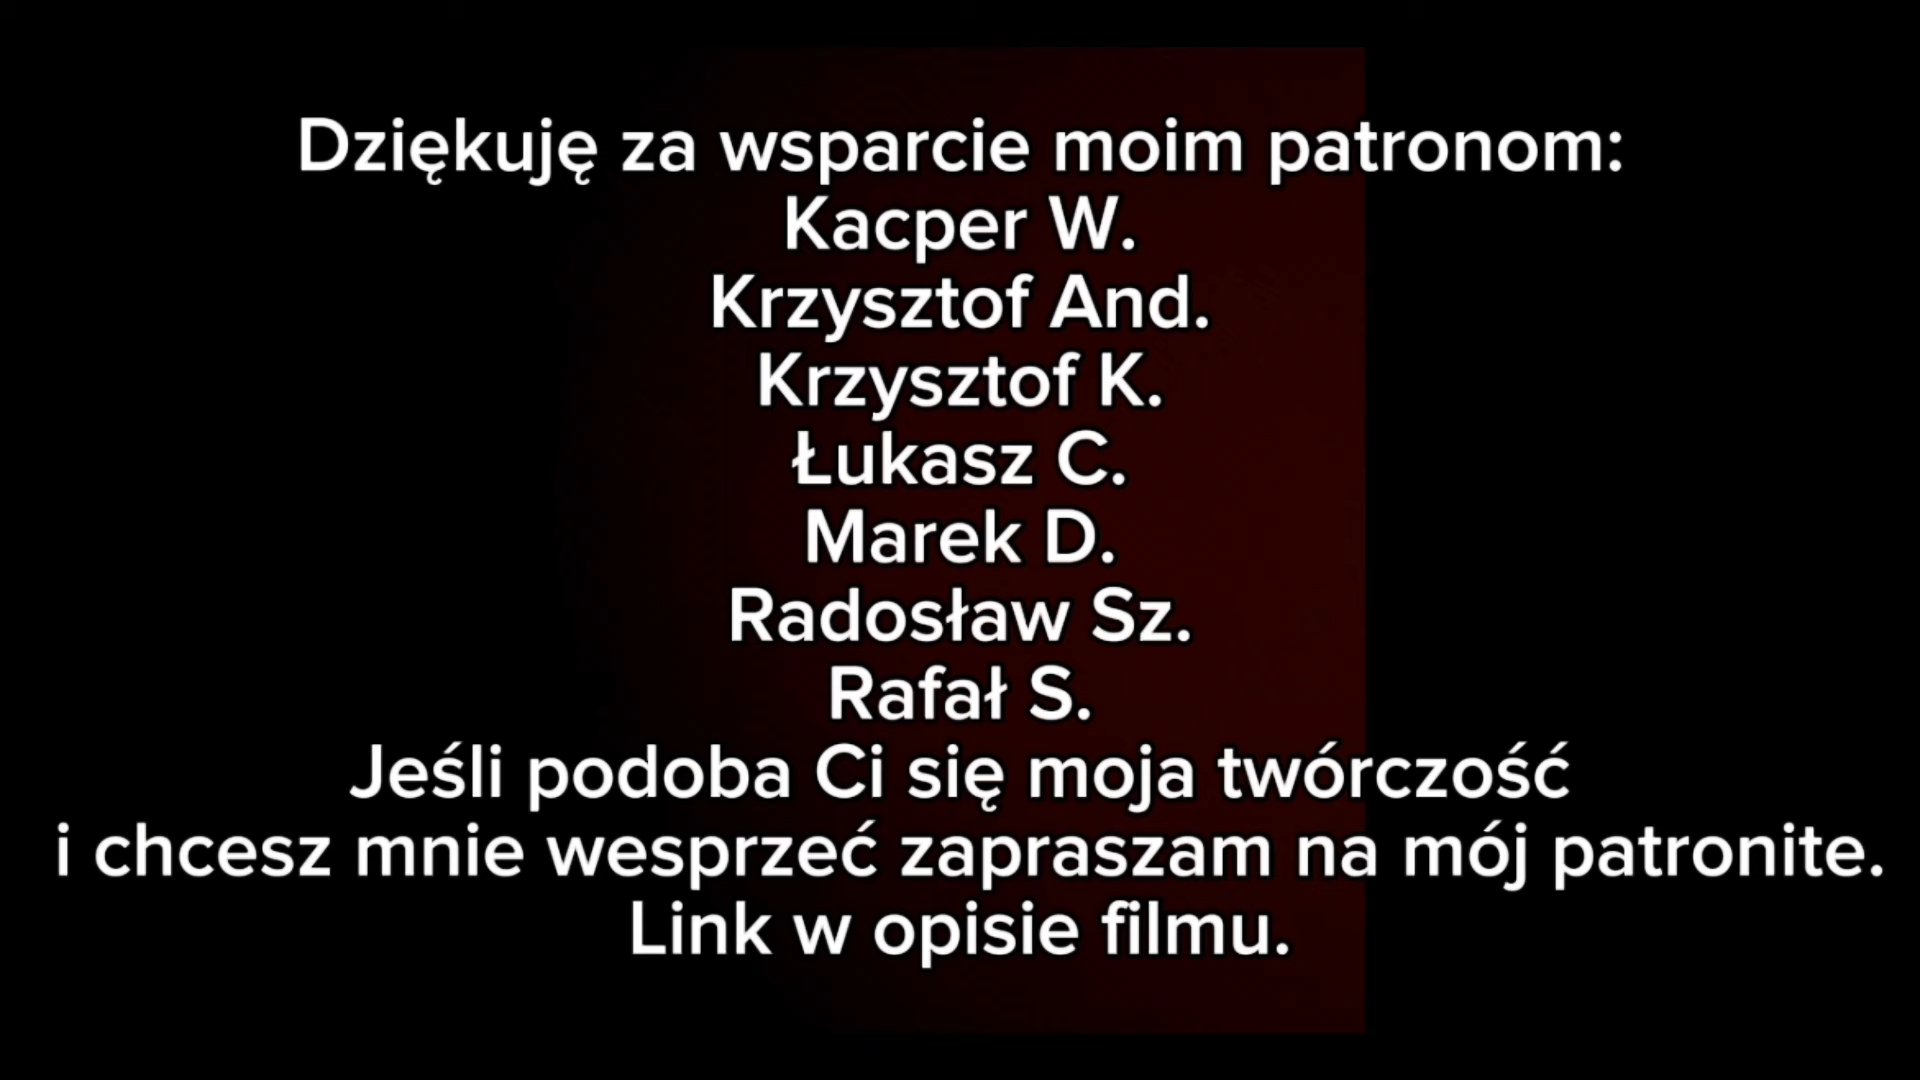 Dziękuję za wsparcie moim patronom:
Kacper W.
Krzysztof And.
Krzysztof K.
Łukasz C.
Marek D.
Radosław Sz.
Rafał S.
Jeśli podoba Ci się moja twórczość
i chcesz mnie wesprzeć zapraszam na mój patronite.
Link w opisie filmu.